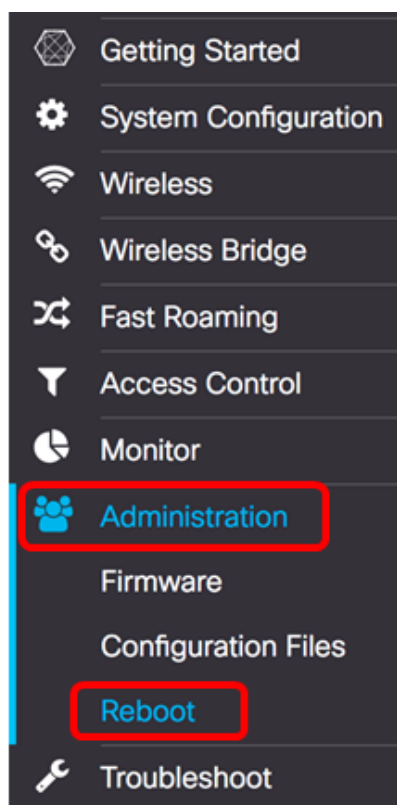 Getting Started
System Configuration
Wireless
Wireless Bridge
Fast Roaming
Access Control
Monitor
Administration
Firmware
Configuration Files
Reboot
Troubleshoot